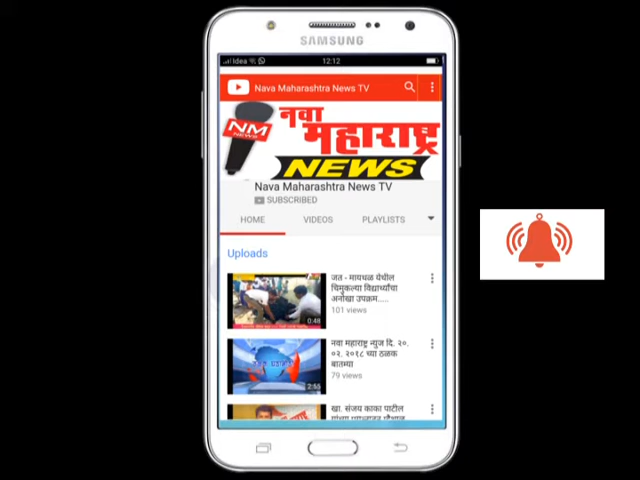 SAMSUNG
Idea
12:12
Nava Maharashtra News TV
NM
NEWS
नवा
महाराष्ट्र
NEWS
Nava Maharashtra News TV
SUBSCRIBED
HOME VIDEOS PLAYLISTS
Uploads
जत - मायथळ येथील
चिमुकल्या विद्यार्थ्यांचा
अनोखा उपक्रम.....
101 views
0:48
नवा महाराष्ट्र न्युज दि. २०.
०२. २०१८ च्या ठळक
बातम्या
79 views
2:55
खा. संजय काका पाटील